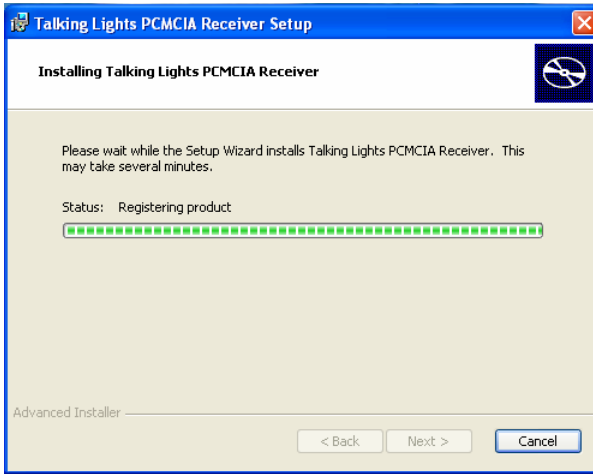 Talking Lights PCMCIA Receiver Setup
Installing Talking Lights PCMCIA Receiver
Please wait while the Setup Wizard installs Talking Lights PCMCIA Receiver. This
may take several minutes.
Status: Registering product
Advanced Installer
< Back Next > Cancel